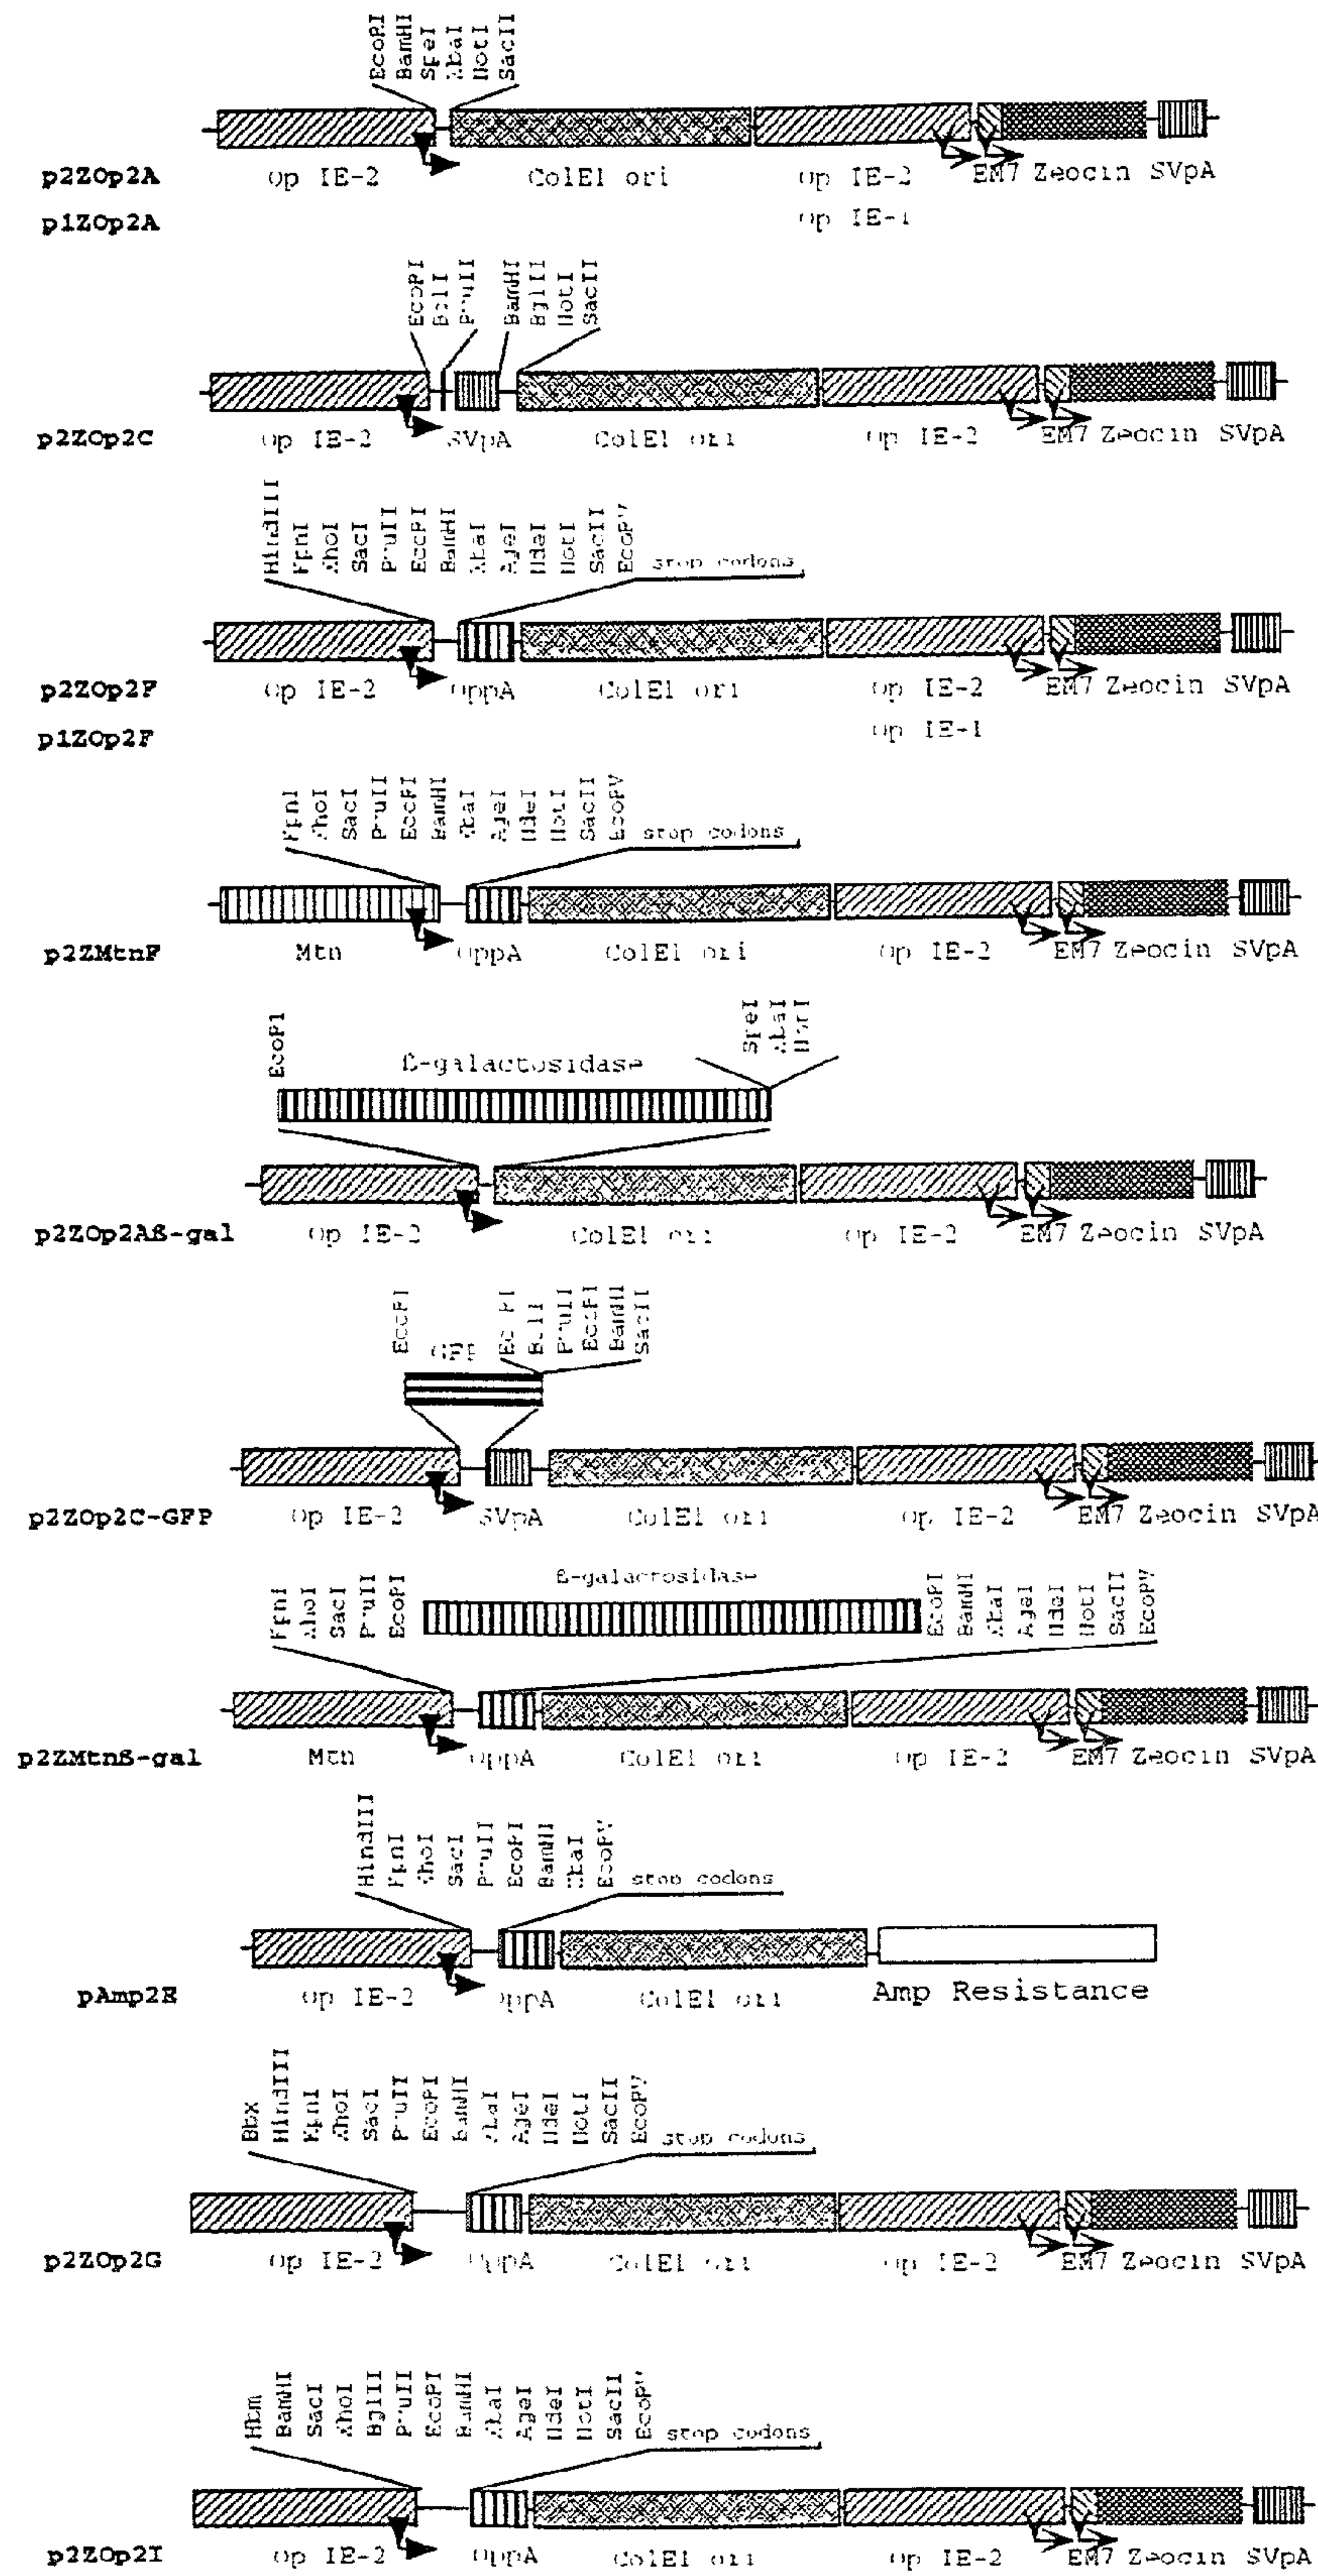 EcoRI BamHI SpeI XbaI NotI SacII
p2ZOp2A Op IE-2 ColE1 ori Op IE-2 EM7 Zeocin SVpA
p1ZOp2A Op IE-1
EcoRI BclI PvuII BamHI BglII NotI SacII
p2ZOp2C Op IE-2 SVpA ColE1 ori Op IE-2 EM7 Zeocin SVpA
HindIII KpnI XhoI SacI PvuII EcoRI BamHI XbaI AgeI NdeI NotI SacII EcoRV stop codons
p2ZOp2F Op IE-2 OppA ColE1 ori Op IE-2 EM7 Zeocin SVpA
p1ZOp2F Op IE-1
KpnI XhoI SacI PvuII EcoRI BamHI XbaI AgeI NdeI NotI SacII EcoRV stop codons
p2ZMtnF Mtn OppA ColE1 ori Op IE-2 EM7 Zeocin SVpA
EcoRI ß-galactosidase SpeI XbaI NotI
p2ZOp2Aß-gal Op IE-2 ColE1 ori Op IE-2 EM7 Zeocin SVpA
EcoRI GFP EcoRI BclI PvuII EcoRI BamHI SacII
p2ZOp2C-GFP Op IE-2 SVpA ColE1 ori Op IE-2 EM7 Zeocin SVpA
KpnI XhoI SacI PvuII EcoRI ß-galactosidase EcoRI BamHI XbaI AgeI NdeI NotI SacII EcoRV
p2ZMtnß-gal Mtn OppA ColE1 ori Op IE-2 EM7 Zeocin SVpA
HindIII KpnI XhoI SacI PvuII EcoRI BamHI XbaI EcoRV stop codons
pAmp2E Op IE-2 OppA ColE1 ori Amp Resistance
Bbx HindIII KpnI XhoI SacI PvuII EcoRI BamHI XbaI AgeI NdeI NotI SacII EcoRV stop codons
p2ZOp2G Op IE-2 OppA ColE1 ori Op IE-2 EM7 Zeocin SVpA
Hbm BamHI SacI XhoI BglII PvuII EcoRI BamHI XbaI AgeI NdeI NotI SacII EcoRV stop codons
p2ZOp2I Op IE-2 OppA ColE1 ori Op IE-2 EM7 Zeocin SVpA